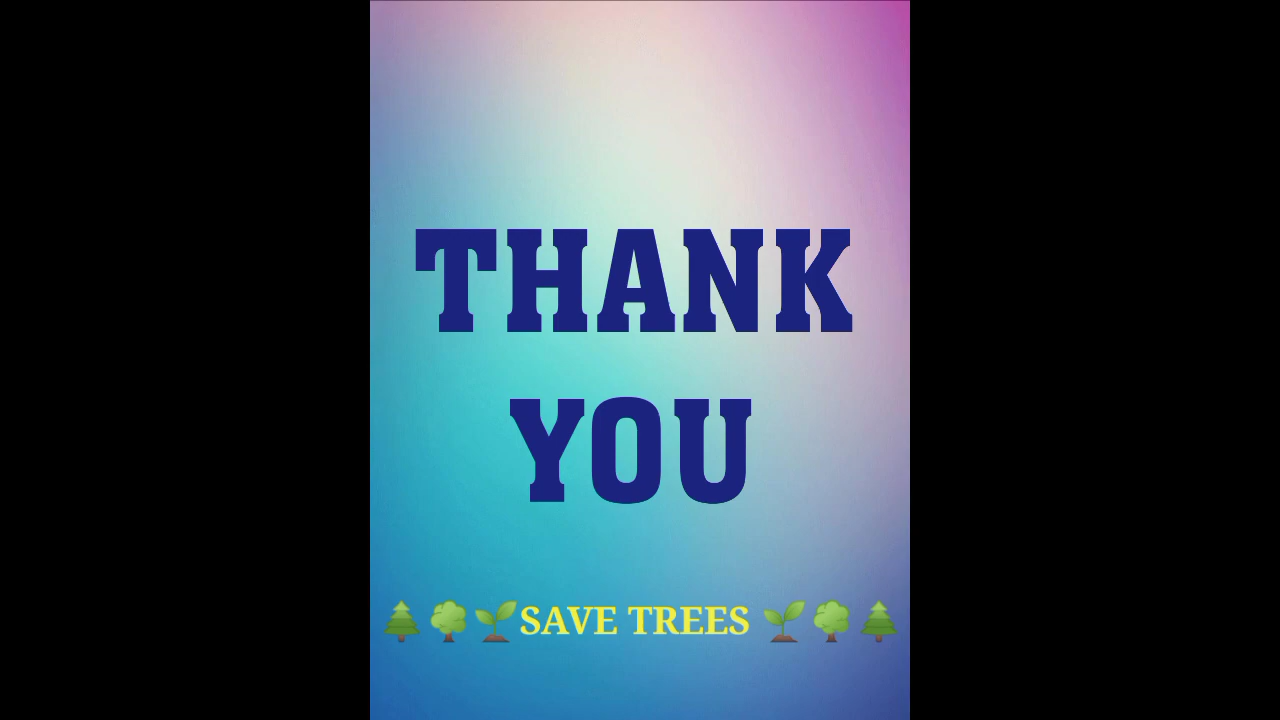 THANK
YOU
🌲🌳🌱SAVE TREES 🌱🌳🌲